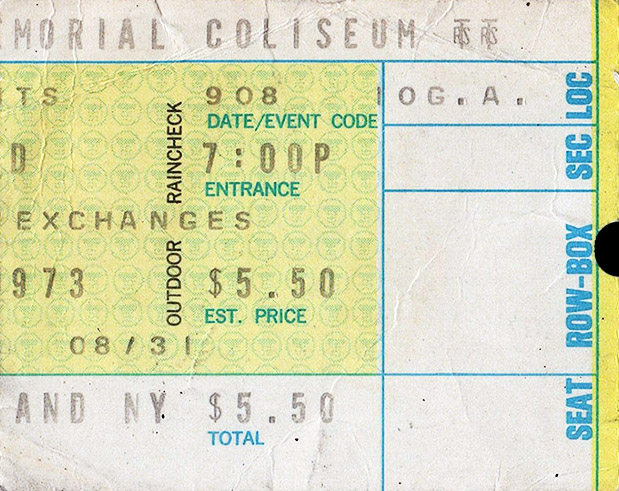 MORIAL COLISEUM
TS 908 10G.A.
DATE/EVENT CODE
D 7:00P
ENTRANCE
EXCHANGES
973 $5.50
EST. PRICE
08/31
AND NY $5.50
TOTAL
OUTDOOR RAINCHECK
SEC LOC
ROW-BOX
SEAT